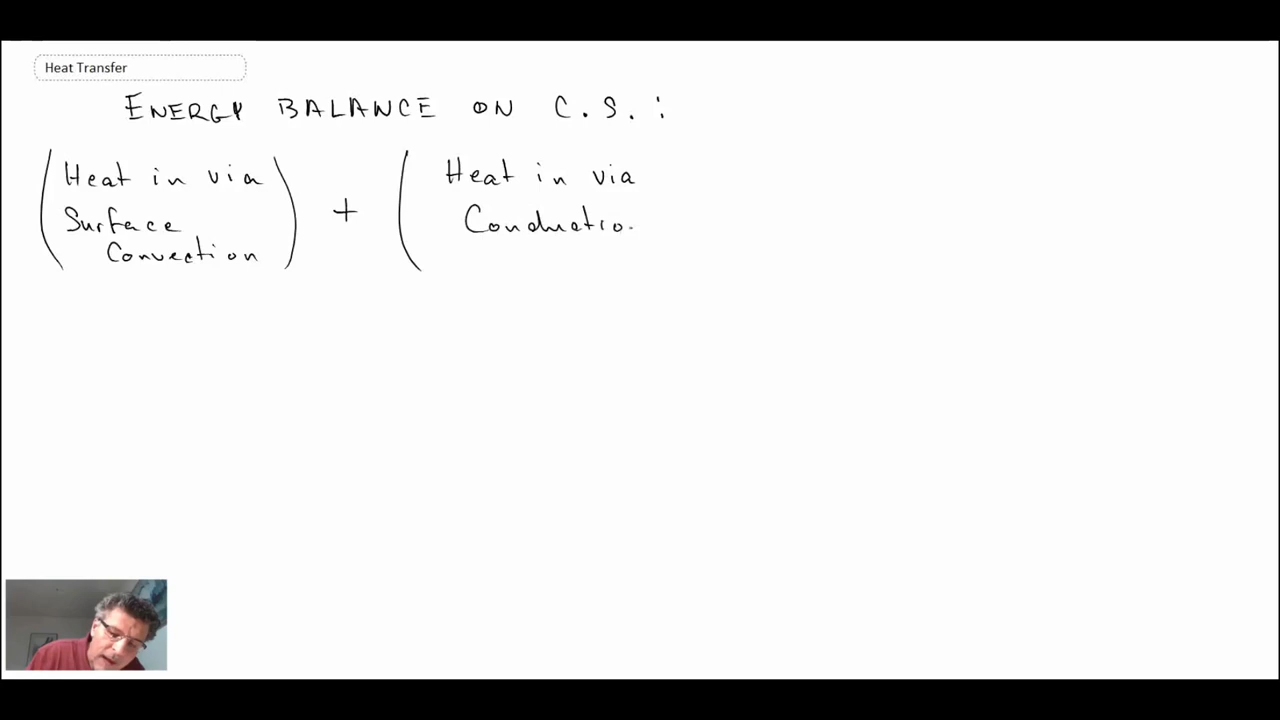 Heat Transfer
ENERGY BALANCE ON C.S.:
(Heat in via Surface Convection) + (Heat in via Conductio